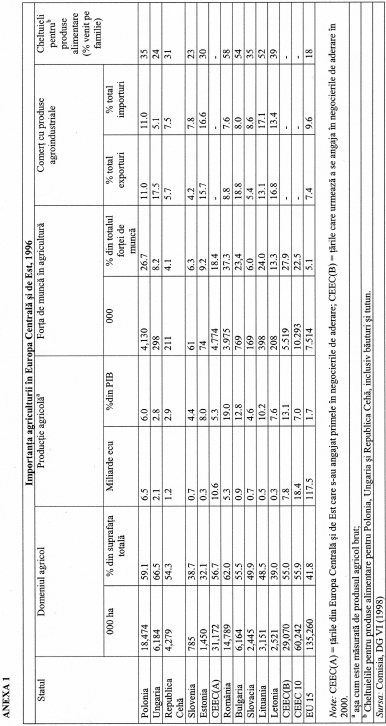 ANEXA 1
Importanța agriculturii în Europa Centrală și de Est, 1996
Statul Domeniul agricol Producție agricolăᵃ Forța de muncă în agricultură Comerț cu produse agroindustriale Cheltuieli pentruᵇ produse alimentare (% venit pe familie)
000 ha % din suprafața totală Miliarde ecu %din PIB 000 % din totalul forței de muncă % total exporturi % total importuri
Polonia 18,474 59.1 6.5 6.0 4,130 26.7 11.0 11.0 35
Ungaria 6,184 66.5 2.1 2.8 298 8.2 17.5 5.1 24
Republica Cehă 4,279 54.3 1.2 2.9 211 4.1 5.7 7.5 31
Slovenia 785 38.7 0.7 4.4 61 6.3 4.2 7.8 23
Estonia 1,450 32.1 0.3 8.0 74 9.2 15.7 16.6 30
CEEC(A) 31,172 56.7 10.6 5.3 4.774 18.4 - - -
România 14,789 62.0 5.3 19.0 3.975 37.3 8.8 7.6 58
Bulgaria 6,164 55.5 0.9 12.8 769 23,4 18.8 8.0 54
Slovacia 2,445 49.9 0.7 4.6 169 6.0 5.4 8.6 35
Lituania 3,151 48.5 0.5 10.2 398 24.0 13.1 17.1 52
Letonia 2,521 39.0 0.3 7.6 208 13.3 16.8 13.4 39
CEEC(B) 29,070 55.0 7.8 13.1 5.519 27.9 - - -
CEEC 10 60,242 55.9 18.4 7.0 10.293 22.5 - - -
EU 15 135,260 41.8 117.5 1.7 7.514 5.1 7.4 9.6 18
Note: CEEC(A) = țările din Europa Centrală și de Est care s-au angajat primele în negocierile de aderare; CEEC(B) = țările care urmează a se angaja în negocierile de aderare în
2000.
ᵃ așa cum este măsurată de produsul agricol brut;
ᵇ Cheltuielile pentru produse alimentare pentru Polonia, Ungaria și Republica Cehă, inclusiv băuturi și tutun.
Sursa: Comisia, DG VI (1998)